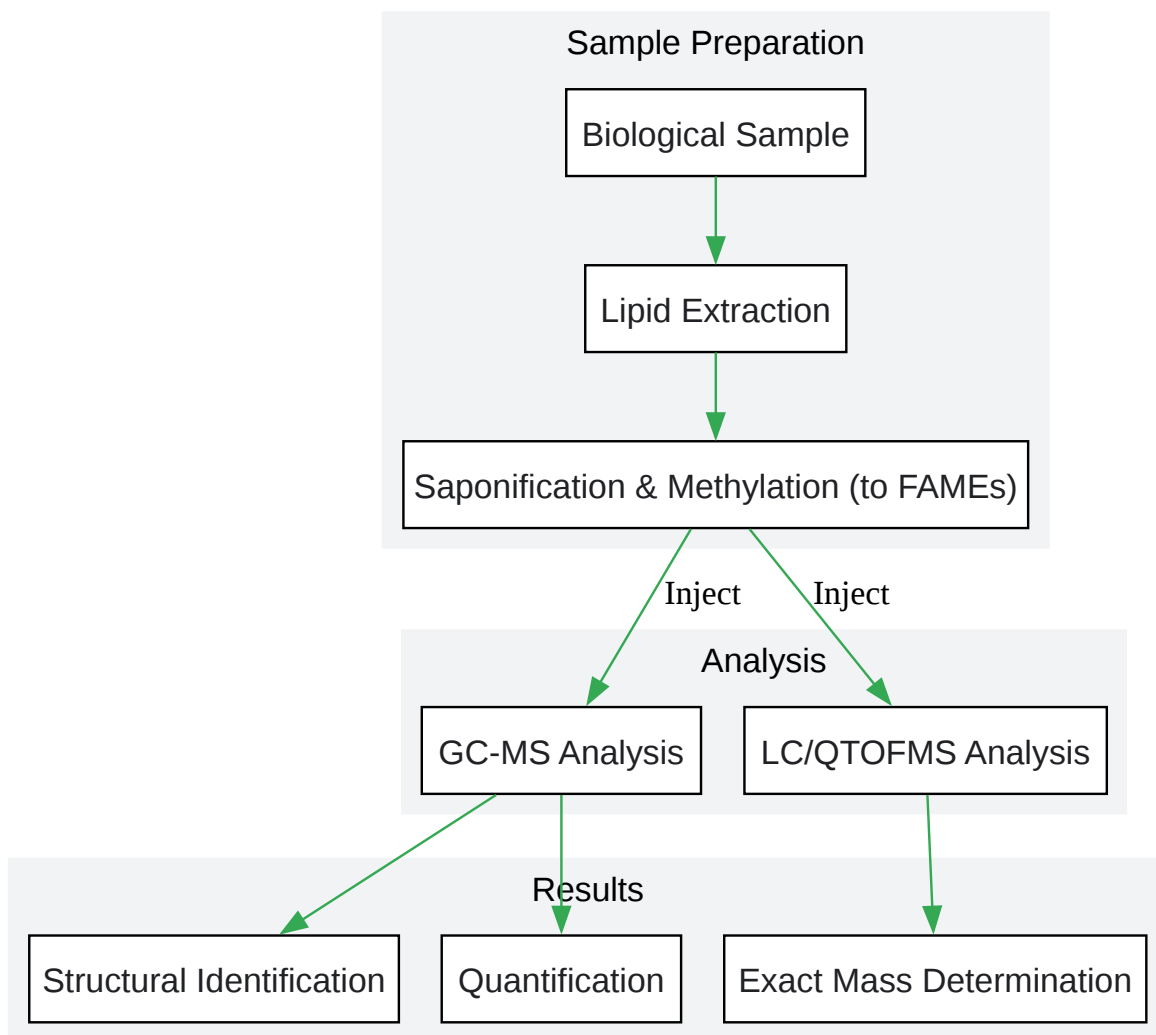 Sample Preparation
Biological Sample
Lipid Extraction
Saponification & Methylation (to FAMEs)
Inject
Inject
Analysis
GC-MS Analysis
LC/QTOFMS Analysis
Results
Structural Identification
Quantification
Exact Mass Determination